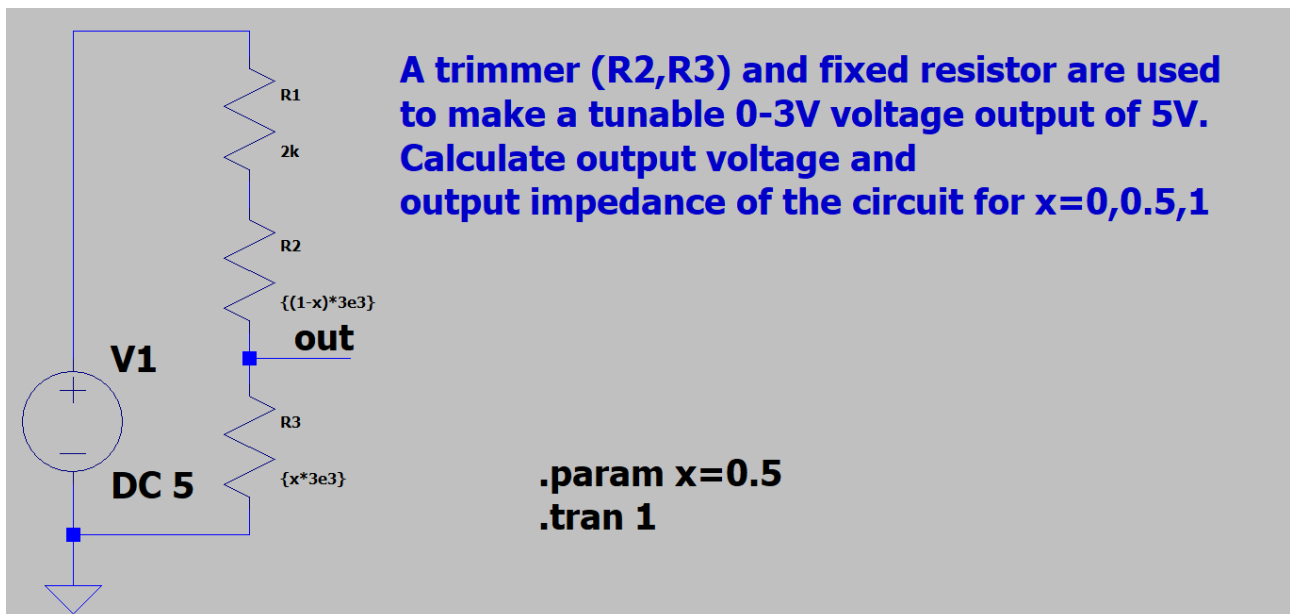 A trimmer (R2,R3) and fixed resistor are used
to make a tunable 0-3V voltage output of 5V.
Calculate output voltage and
output impedance of the circuit for x=0,0.5,1
R1
2k
R2
{(1-x)*3e3}
out
V1
R3
{x*3e3}
DC 5
.param x=0.5
.tran 1